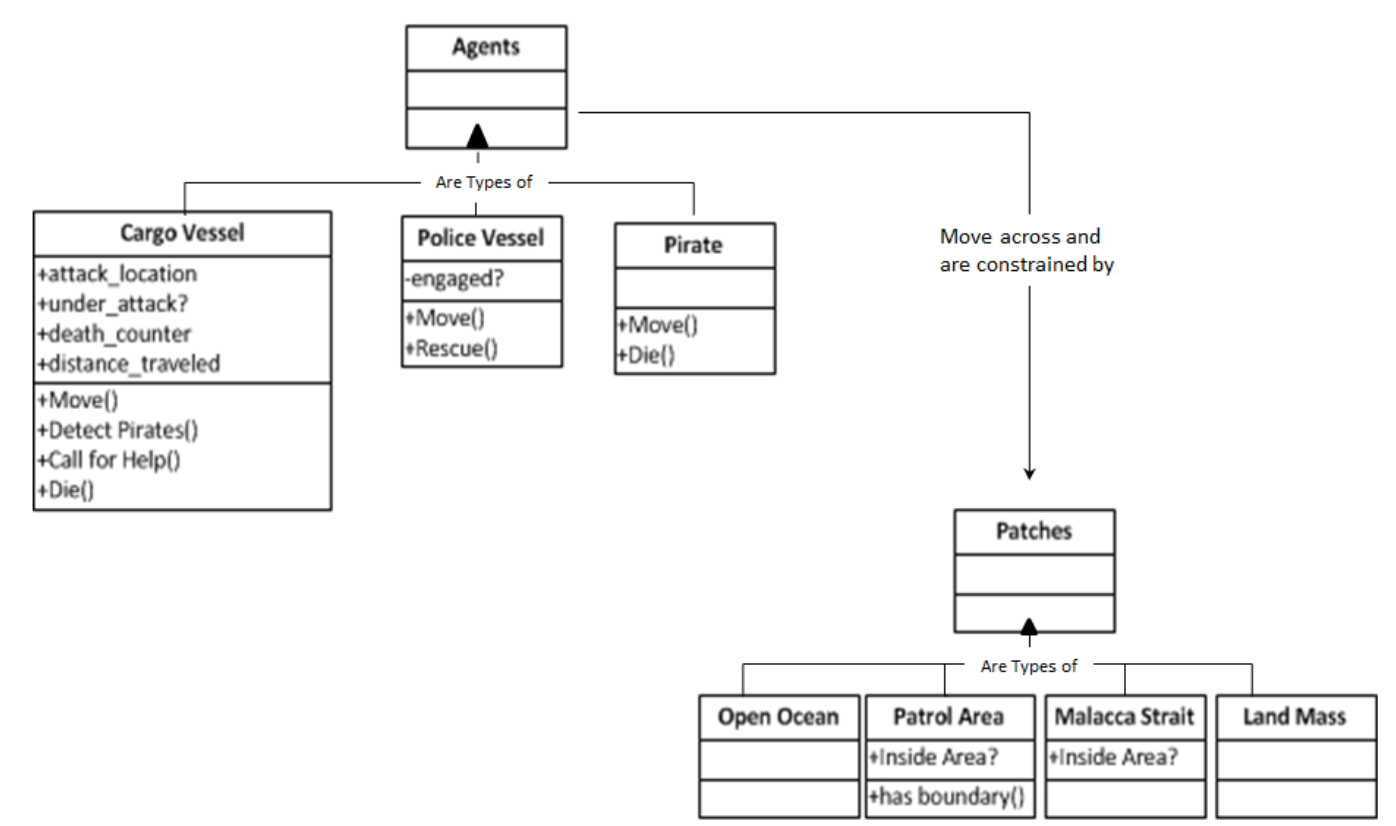 Agents
Are Types of
Cargo Vessel
+attack_location
+under_attack?
+death_counter
+distance_traveled
+Move()
+Detect Pirates()
+Call for Help()
+Die()
Police Vessel
-engaged?
+Move()
+Rescue()
Pirate
+Move()
+Die()
Move across and
are constrained by
Patches
Are Types of
Open Ocean
Patrol Area
+Inside Area?
+has boundary()
Malacca Strait
+Inside Area?
Land Mass